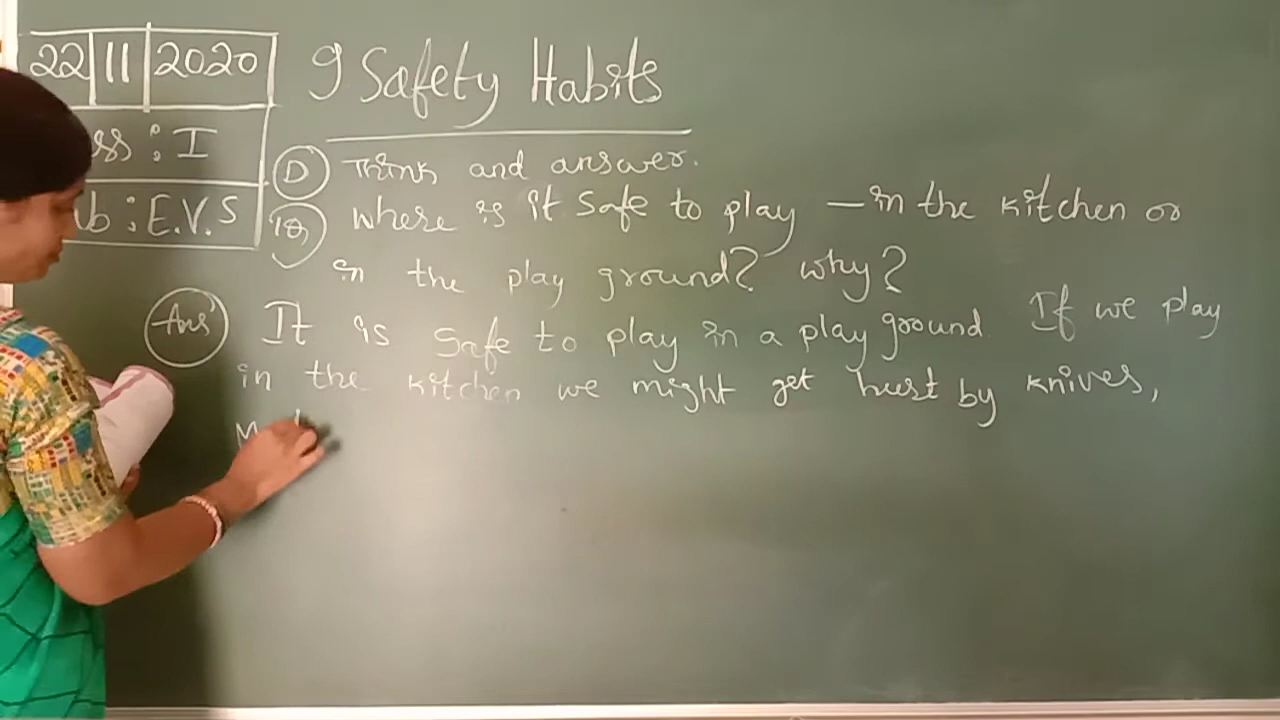 22 11 2020
9 Safety Habits
ss : I
b : E.V.S
D Think and answer.
1Q, where is it safe to play — in the kitchen or
in the play ground? why?
Ans' It is safe to play in a play ground. If we play
in the kitchen we might get hurt by knives,